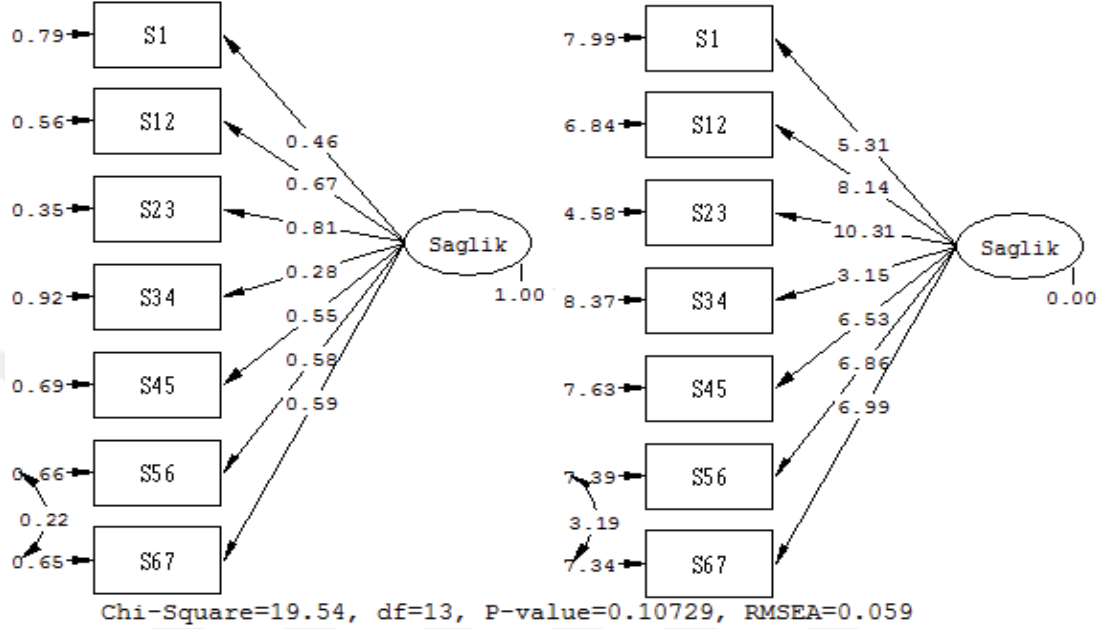 0.79 S1 7.99 S1
0.56 S12 0.46 6.84 S12 5.31
0.67 8.14
0.35 S23 0.81 4.58 S23 10.31
Saglik Saglik
0.92 S34 0.28 1.00 8.37 S34 3.15 0.00
0.55 6.53
0.69 S45 0.58 7.63 S45 6.86
0.59 6.99
0.66 S56 7.39 S56
0.22 3.19
0.65 S67 7.34 S67
Chi-Square=19.54, df=13, P-value=0.10729, RMSEA=0.059